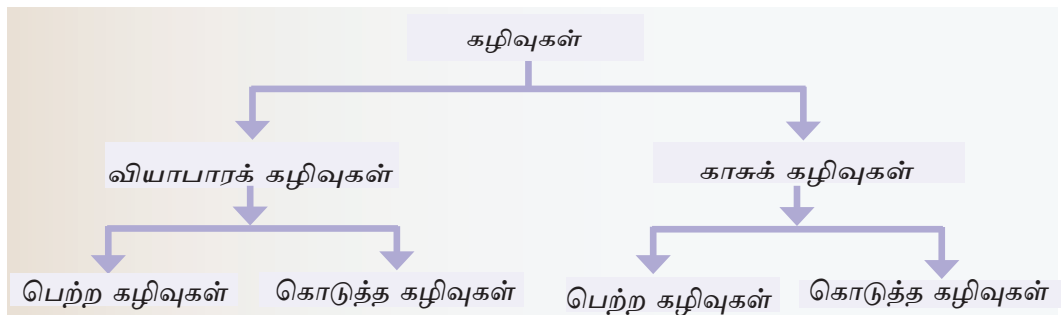 கழிவுகள்
வியாபாரக் கழிவுகள்
காசுக் கழிவுகள்
பெற்ற கழிவுகள்
கொடுத்த கழிவுகள்
பெற்ற கழிவுகள்
கொடுத்த கழிவுகள்